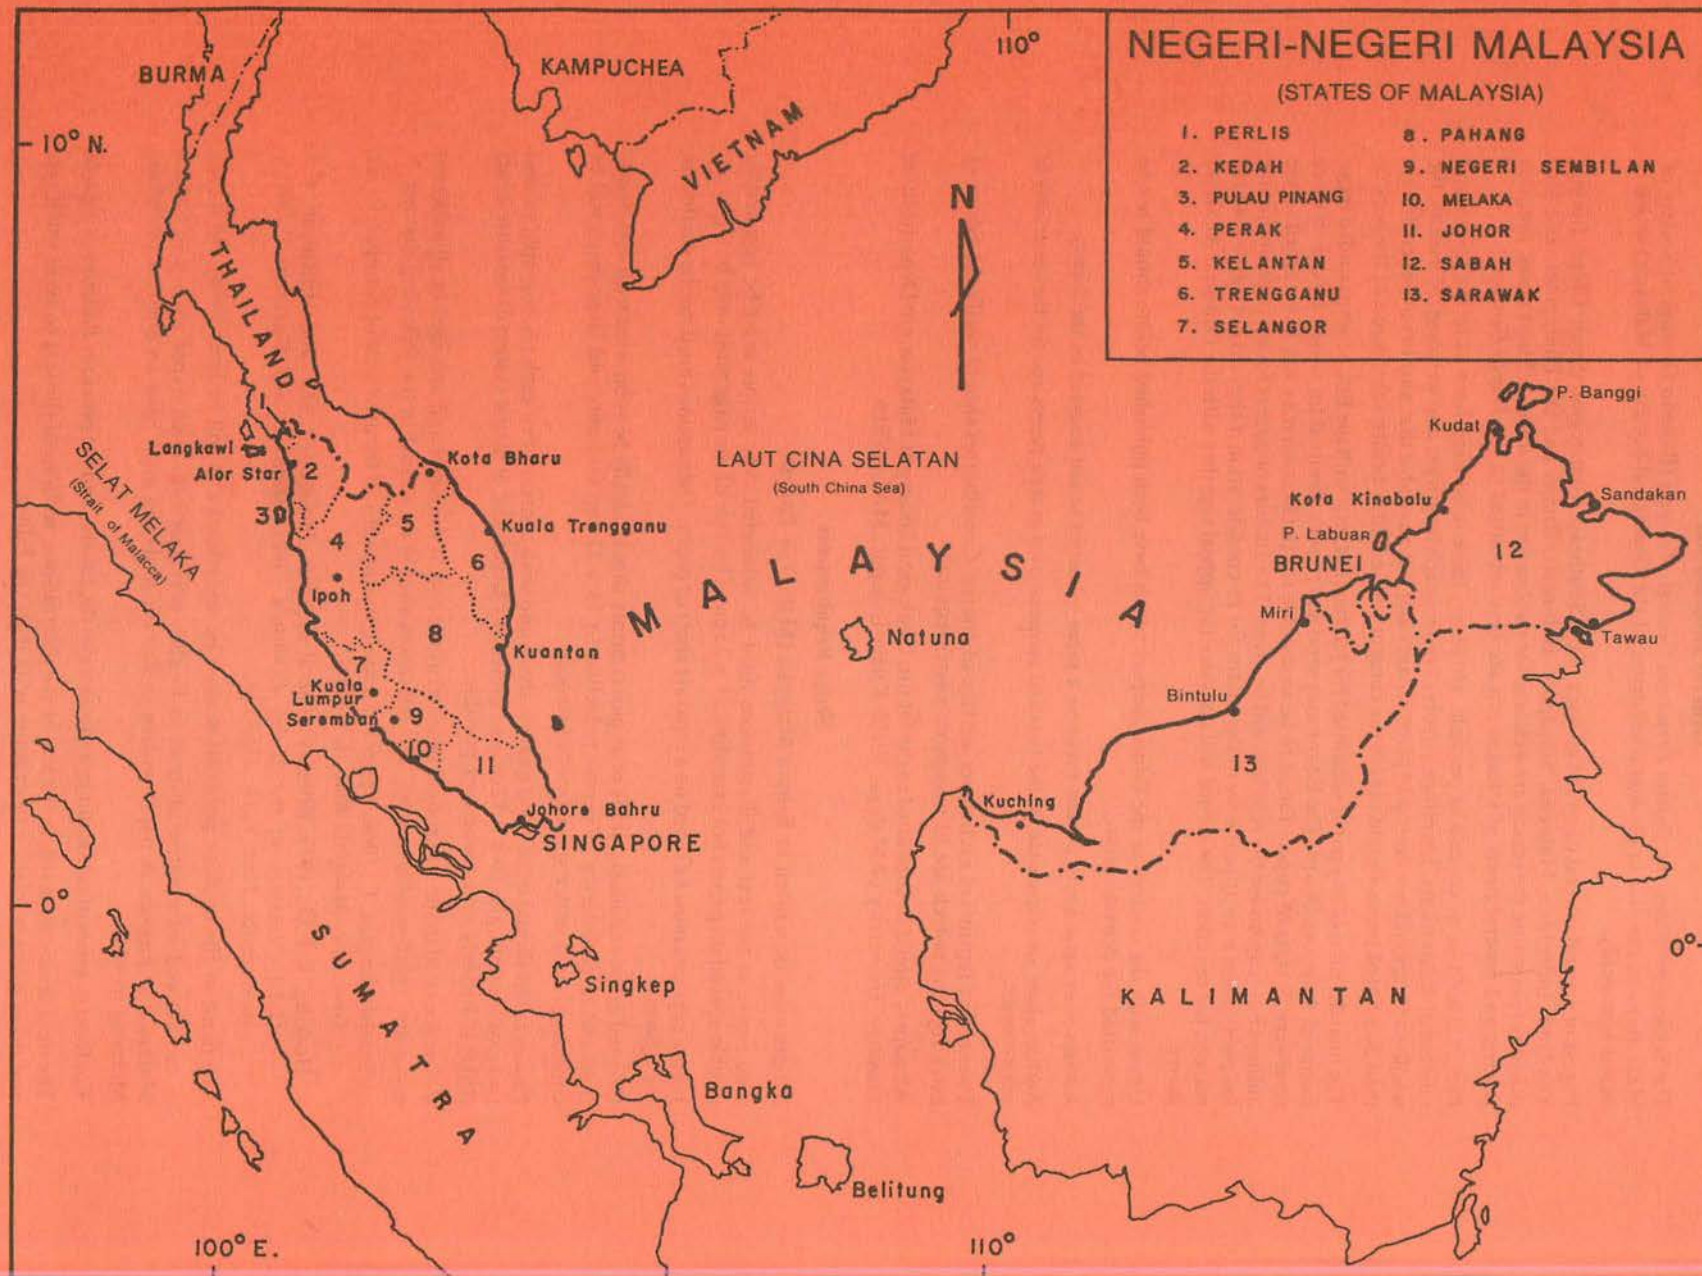 NEGERI-NEGERI MALAYSIA
(STATES OF MALAYSIA)
1. PERLIS
2. KEDAH
3. PULAU PINANG
4. PERAK
5. KELANTAN
6. TRENGGANU
7. SELANGOR
8. PAHANG
9. NEGERI SEMBILAN
10. MELAKA
11. JOHOR
12. SABAH
13. SARAWAK
110°
BURMA
KAMPUCHEA
10° N.
VIETNAM
N
THAILAND
P. Banggi
Kudat
1
Langkawi
Alor Star
2
Kota Bharu
SELAT MELAKA
(Strait of Malacca)
LAUT CINA SELATAN
(South China Sea)
Kota Kinabalu
Sandakan
3
5
Kuala Trengganu
4
6
P. Labuan
BRUNEI
12
MALAYSIA
Ipoh
8
Natuna
Miri
Tawau
Kuantan
7
Kuala
Lumpur
Bintulu
Seremban
9
10
11
13
Kuching
Johore Bahru
SINGAPORE
0°
0°
SUMATRA
Singkep
KALIMANTAN
Bangka
Belitung
100° E.
110°